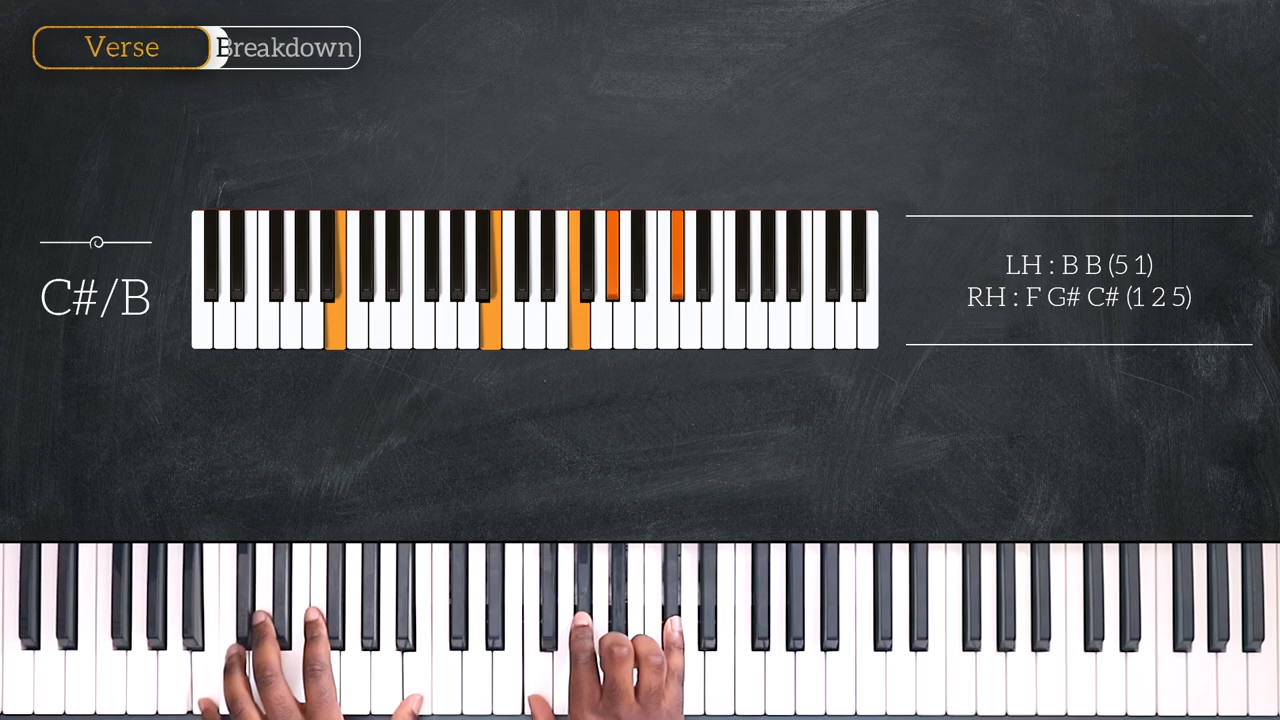 Verse Breakdown
C#/B
LH : B B (5 1)
RH : F G# C# (1 2 5)